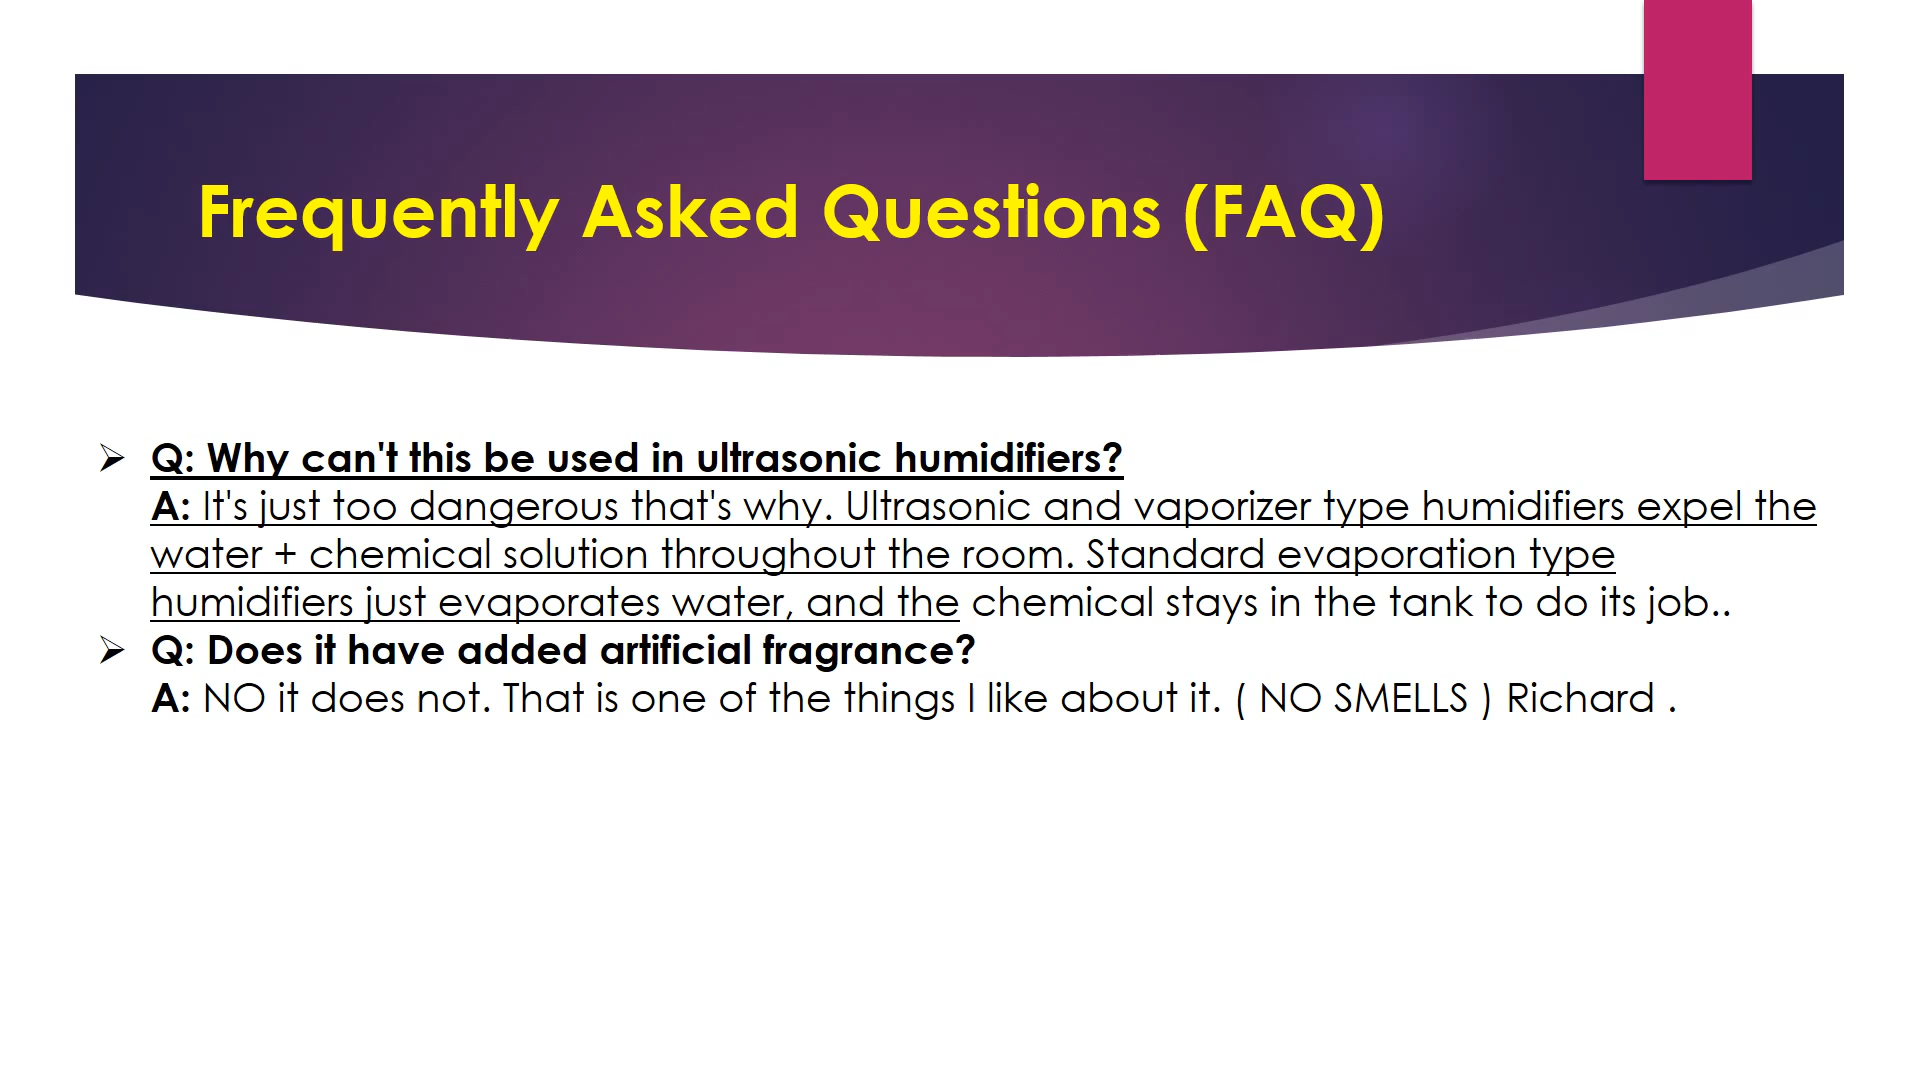 Frequently Asked Questions (FAQ)
Q: Why can't this be used in ultrasonic humidifiers?
A: It's just too dangerous that's why. Ultrasonic and vaporizer type humidifiers expel the
water + chemical solution throughout the room. Standard evaporation type
humidifiers just evaporates water, and the chemical stays in the tank to do its job..
Q: Does it have added artificial fragrance?
A: NO it does not. That is one of the things I like about it. ( NO SMELLS ) Richard .